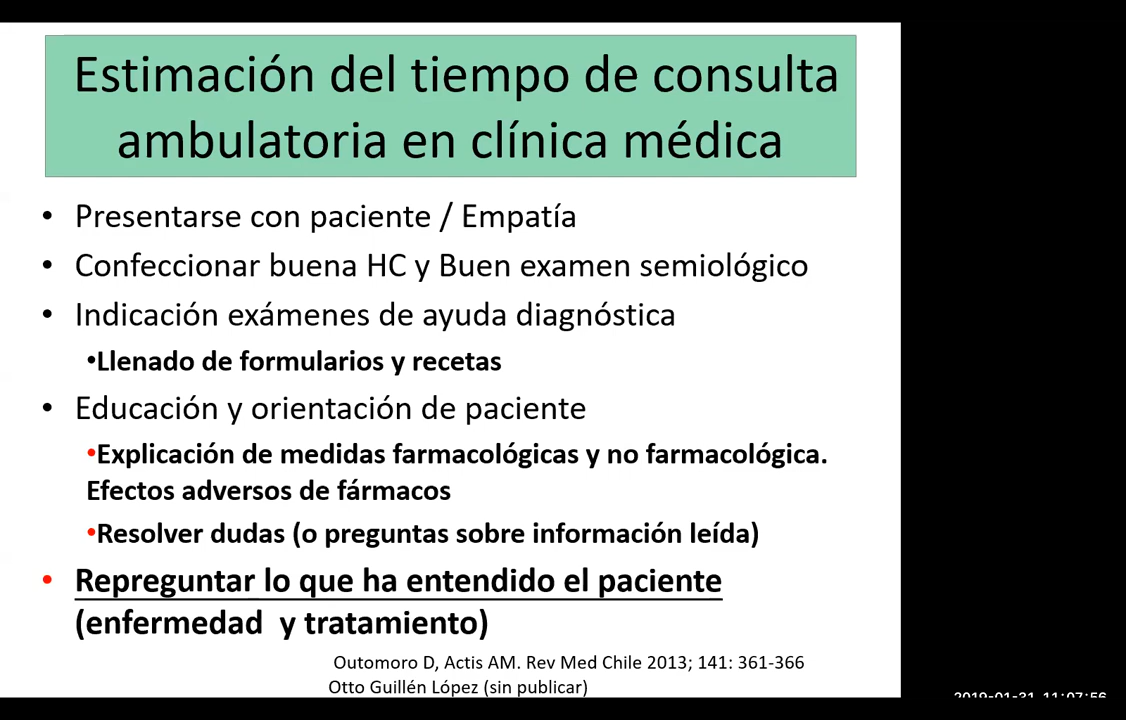 Estimación del tiempo de consulta
ambulatoria en clínica médica
• Presentarse con paciente / Empatía
• Confeccionar buena HC y Buen examen semiológico
• Indicación exámenes de ayuda diagnóstica
•Llenado de formularios y recetas
• Educación y orientación de paciente
•Explicación de medidas farmacológicas y no farmacológica.
Efectos adversos de fármacos
•Resolver dudas (o preguntas sobre información leída)
• Repreguntar lo que ha entendido el paciente
(enfermedad y tratamiento)
Outomoro D, Actis AM. Rev Med Chile 2013; 141: 361-366
Otto Guillén López (sin publicar)
2019-01-31 11:07:56